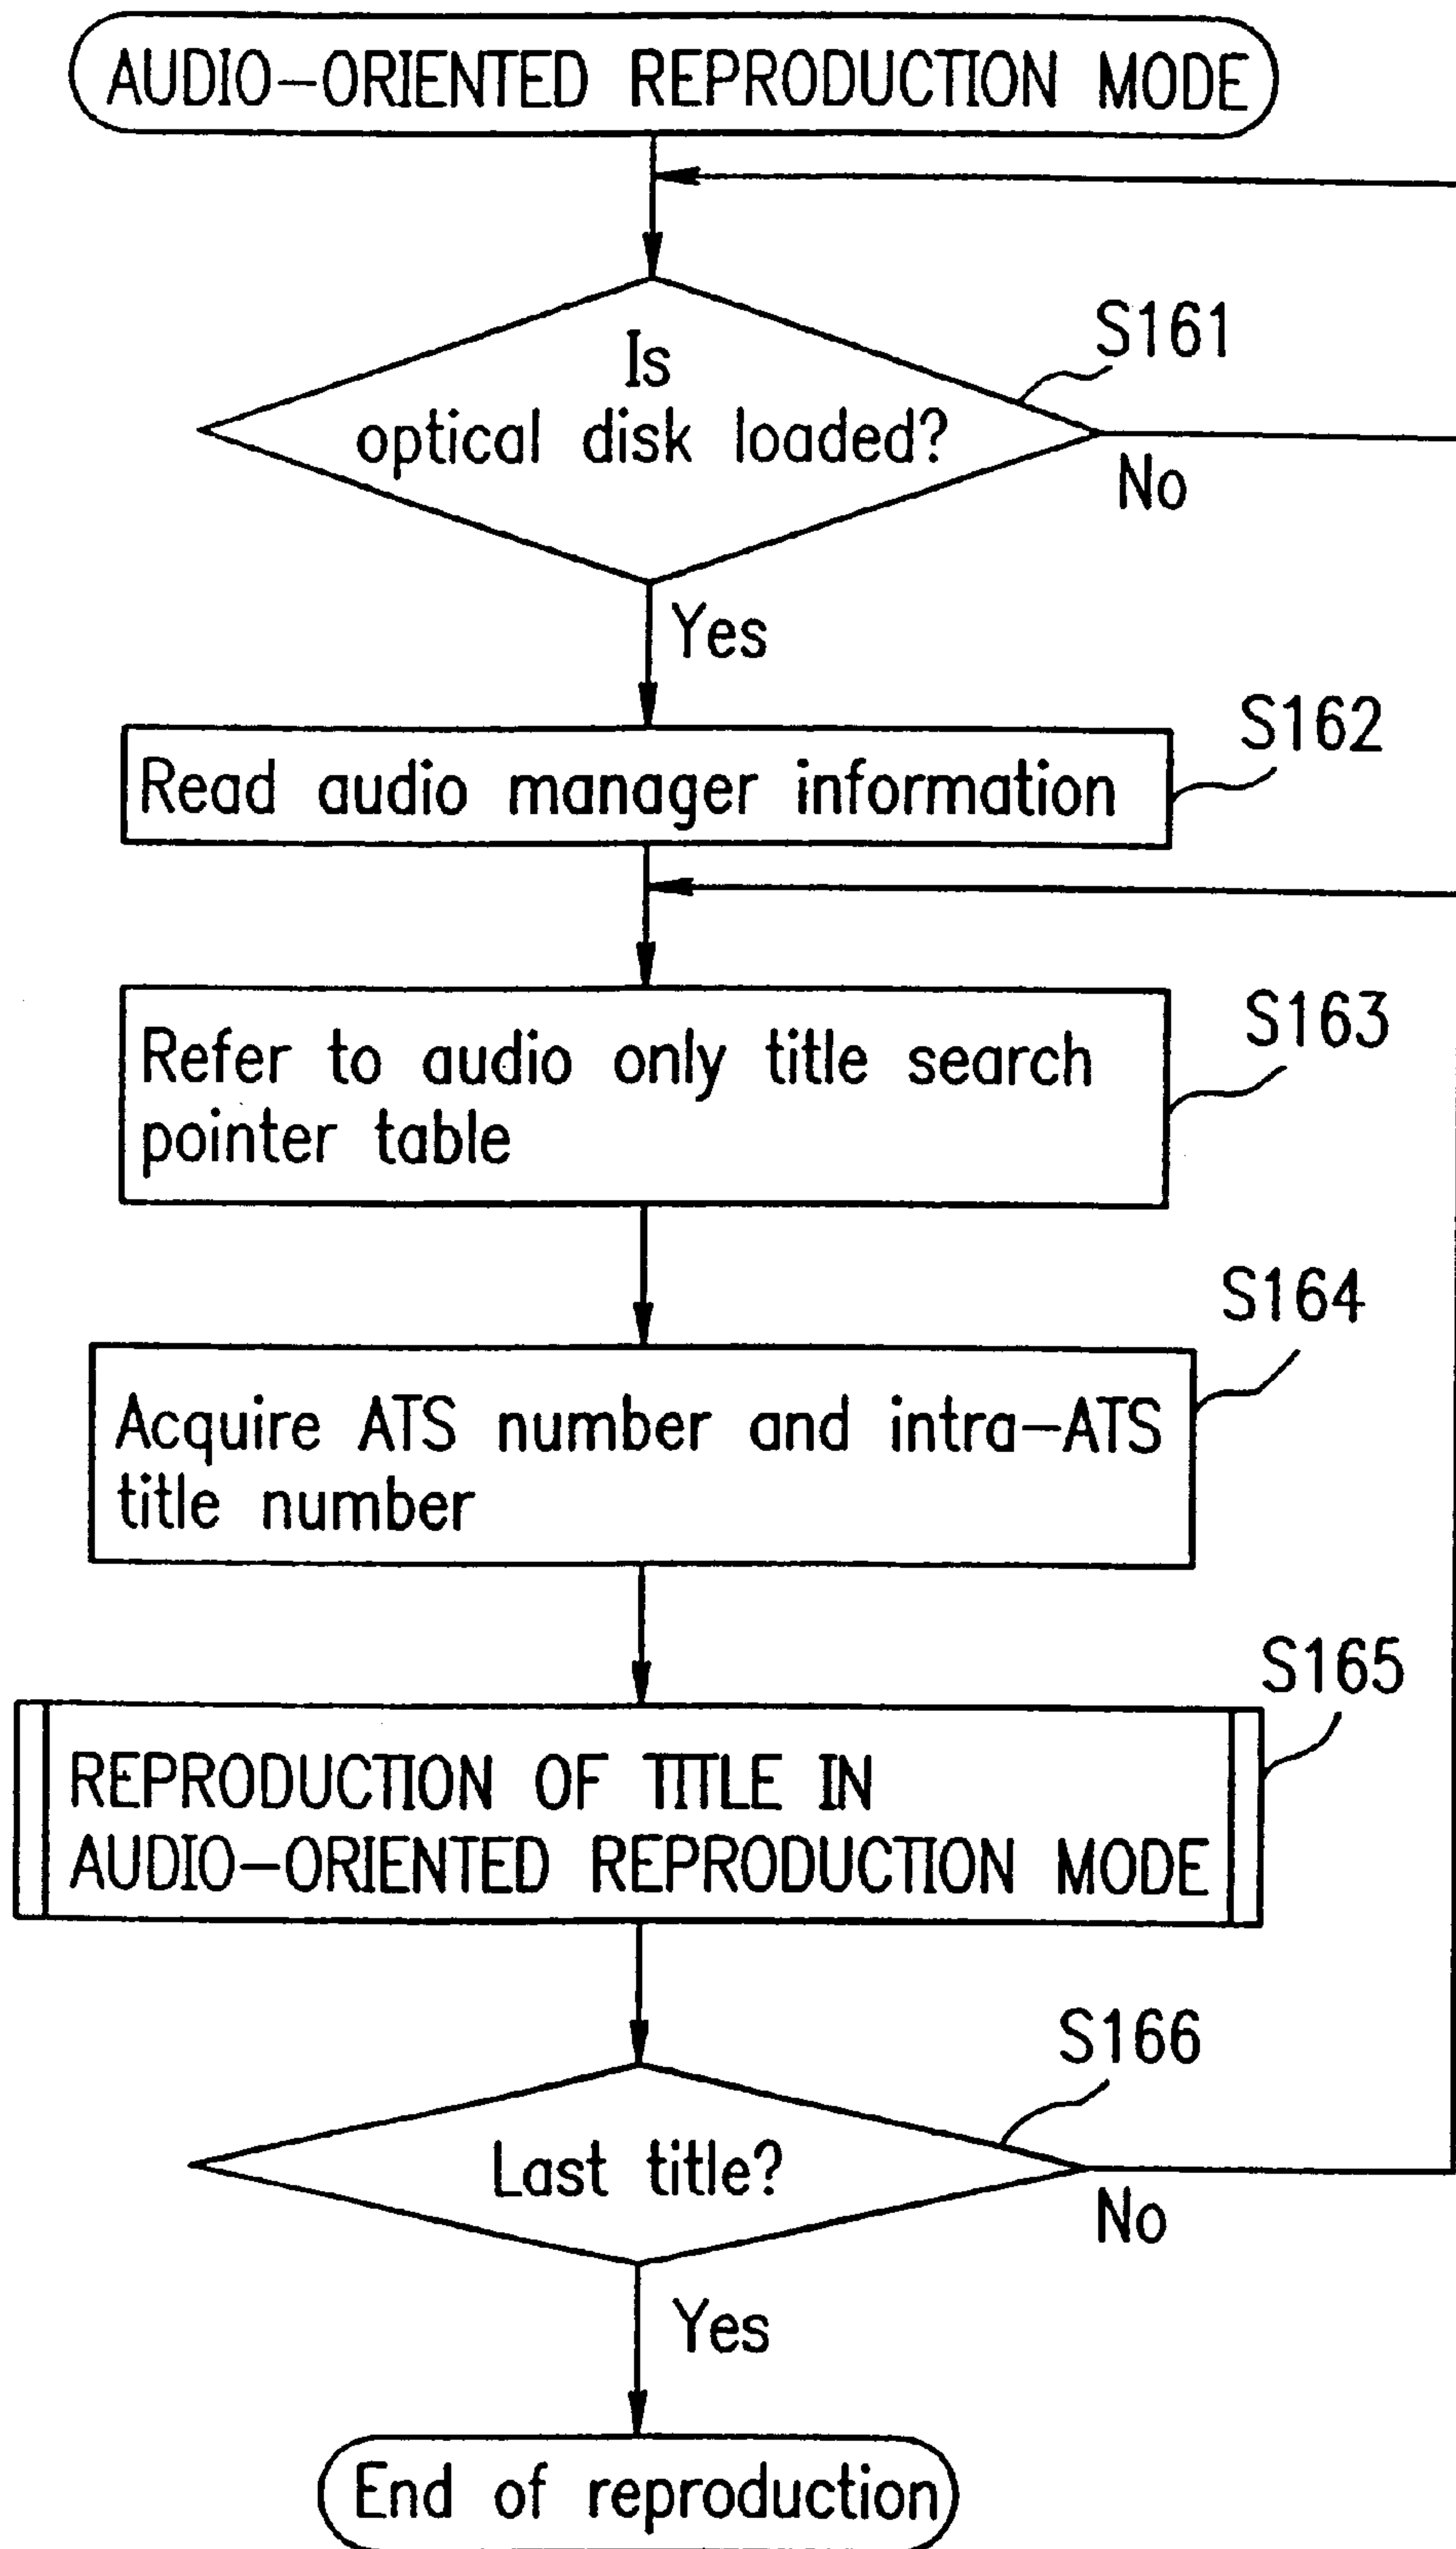 AUDIO-ORIENTED REPRODUCTION MODE
Is
optical disk loaded?
S161
No
Yes
Read audio manager information
S162
Refer to audio only title search
pointer table
S163
Acquire ATS number and intra-ATS
title number
S164
REPRODUCTION OF TITLE IN
AUDIO-ORIENTED REPRODUCTION MODE
S165
Last title?
S166
No
Yes
End of reproduction